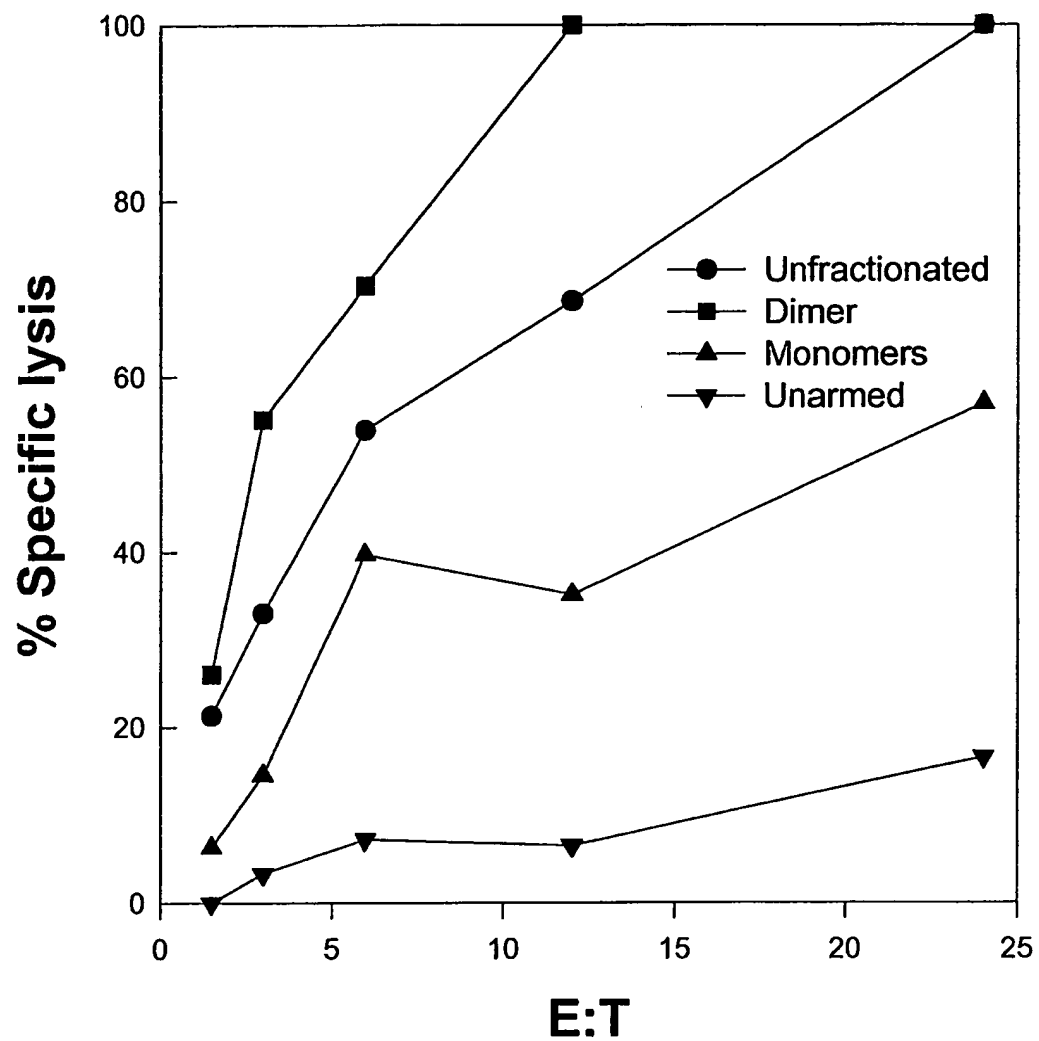 100
80
60
40
20
0
% Specific lysis
Unfractionated
Dimer
Monomers
Unarmed
0 5 10 15 20 25
E:T